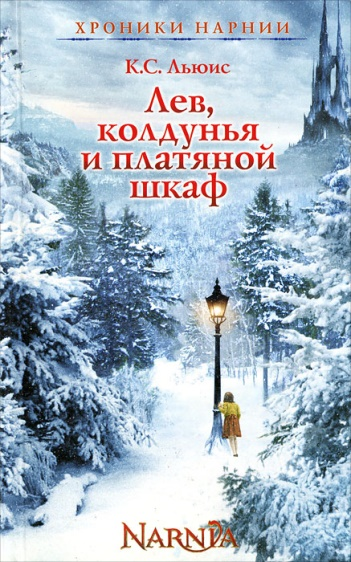 ХРОНИКИ НАРНИИ
К.С. Льюис
Лев,
колдунья
и платяной
шкаф
NARNIA